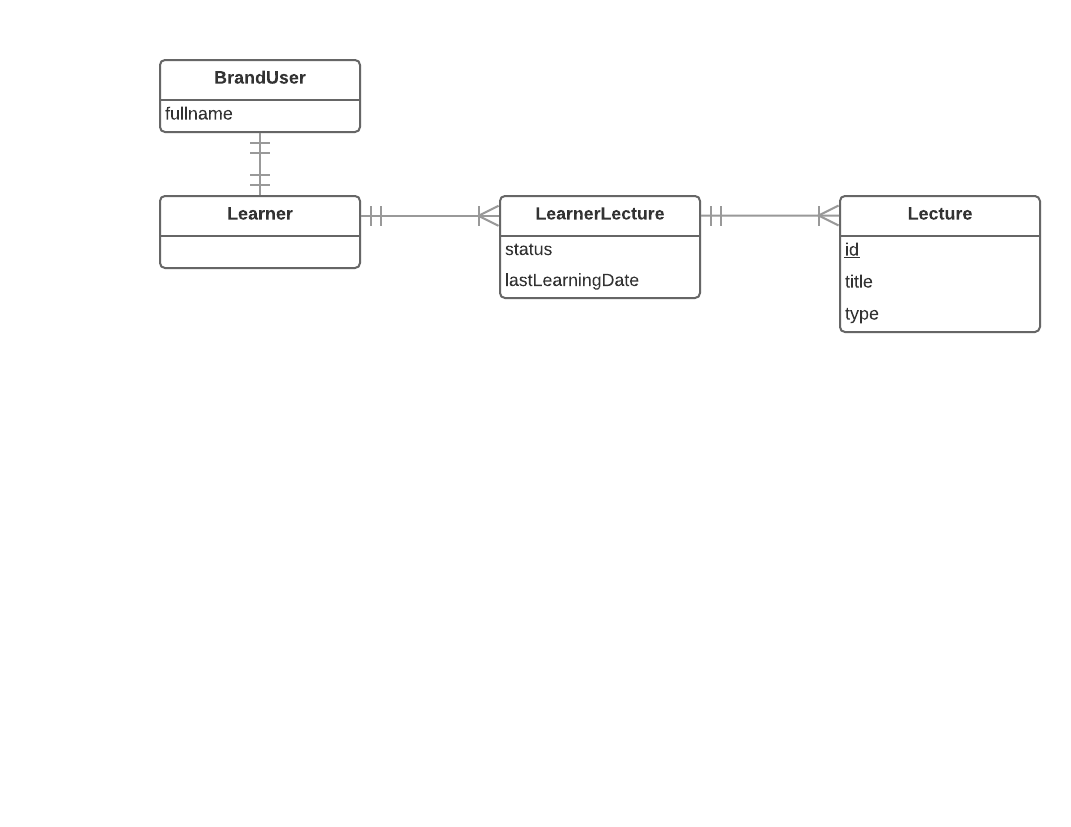 BrandUser
fullname
Learner
LearnerLecture
status
lastLearningDate
Lecture
id
title
type